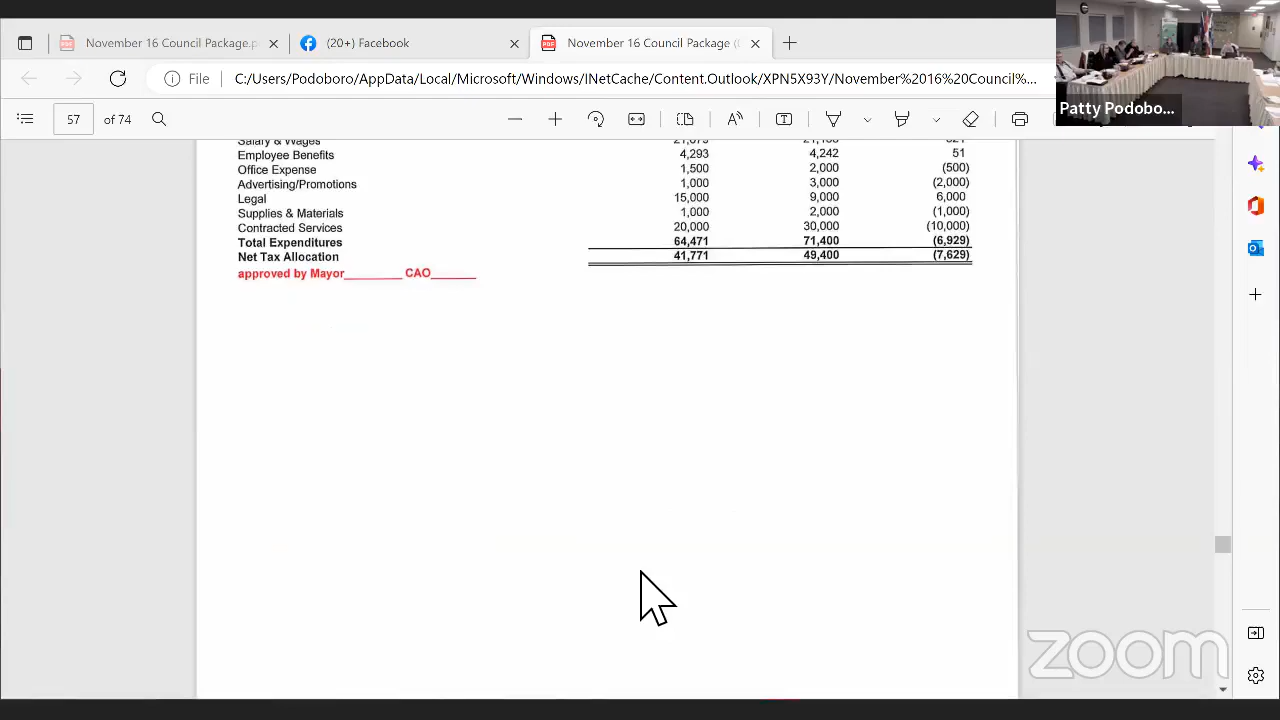 November 16 Council Package.p
(20+) Facebook
November 16 Council Package (
File
C:/Users/Podoboro/AppData/Local/Microsoft/Windows/INetCache/Content.Outlook/XPN5X93Y/November%2016%20Council%...
Patty Podobo...
57 of 74
Salary & Wages
Employee Benefits 4,293 4,242 51
Office Expense 1,500 2,000 (500)
Advertising/Promotions 1,000 3,000 (2,000)
Legal 15,000 9,000 6,000
Supplies & Materials 1,000 2,000 (1,000)
Contracted Services 20,000 30,000 (10,000)
Total Expenditures 64,471 71,400 (6,929)
Net Tax Allocation 41,771 49,400 (7,629)
approved by Mayor________ CAO______
zoom